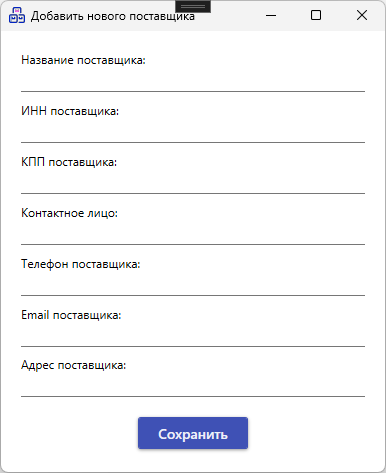 Добавить нового поставщика
Название поставщика:
ИНН поставщика:
КПП поставщика:
Контактное лицо:
Телефон поставщика:
Email поставщика:
Адрес поставщика:
Сохранить